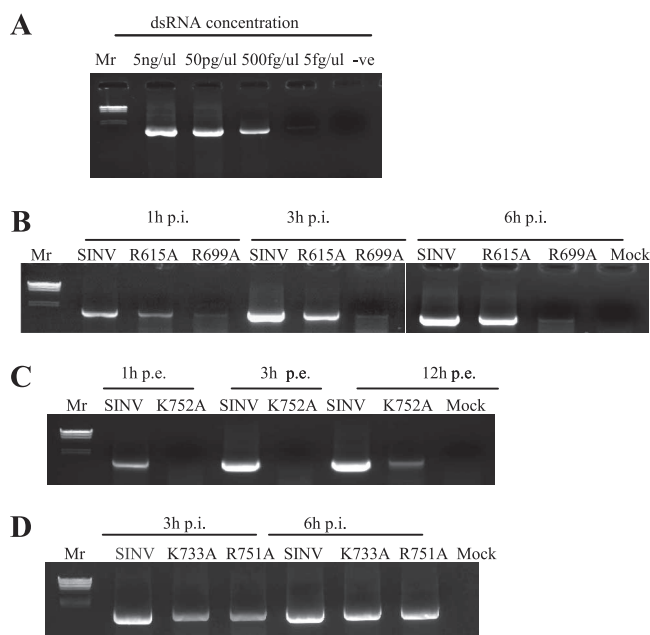 A
dsRNA concentration
Mr 5ng/ul 50pg/ul 500fg/ul 5fg/ul -ve
B
1h p.i. 3h p.i. 6h p.i.
Mr SINV R615A R699A SINV R615A R699A SINV R615A R699A Mock
C
1h p.e. 3h p.e. 12h p.e.
Mr SINV K752A SINV K752A SINV K752A Mock
D
3h p.i. 6h p.i.
Mr SINV K733A R751A SINV K733A R751A Mock